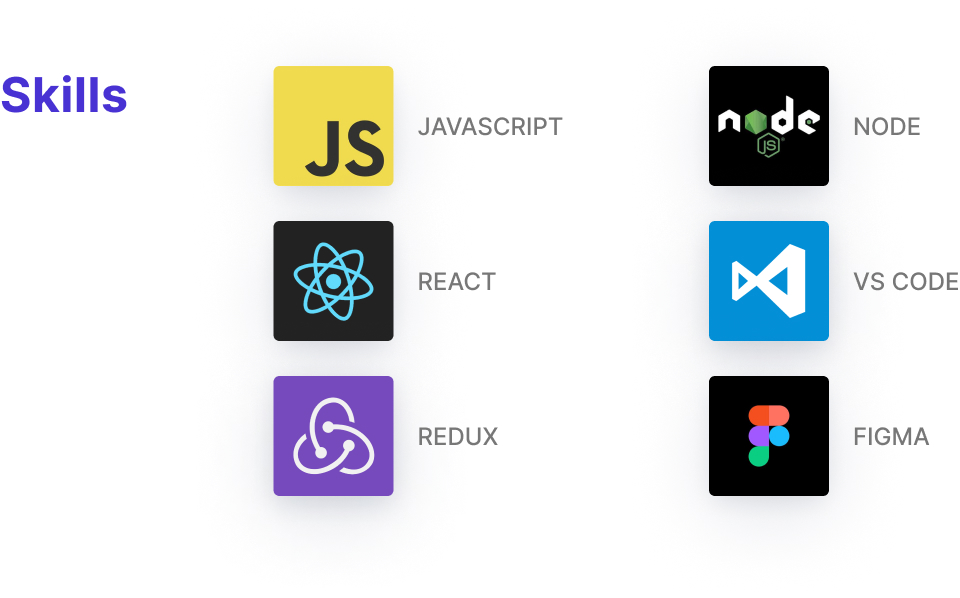 Skills
JS
JAVASCRIPT
node
JS
NODE
REACT
VS CODE
REDUX
FIGMA